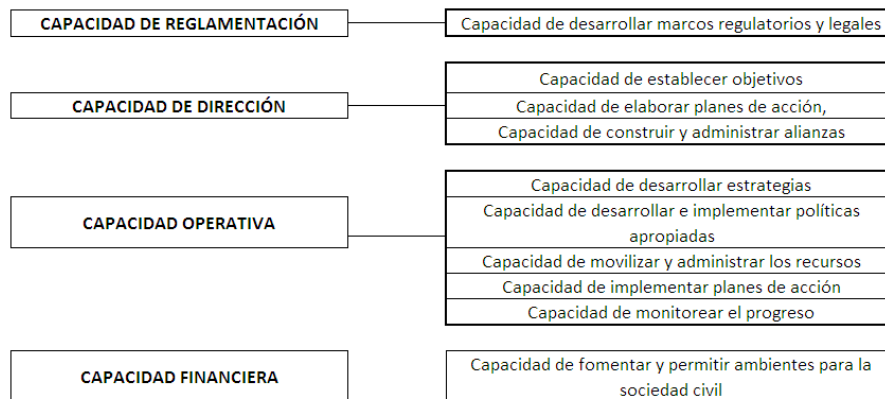 CAPACIDAD DE REGLAMENTACIÓN
Capacidad de desarrollar marcos regulatorios y legales
CAPACIDAD DE DIRECCIÓN
Capacidad de establecer objetivos
Capacidad de elaborar planes de acción,
Capacidad de construir y administrar alianzas
CAPACIDAD OPERATIVA
Capacidad de desarrollar estrategias
Capacidad de desarrollar e implementar políticas
apropiadas
Capacidad de movilizar y administrar los recursos
Capacidad de implementar planes de acción
Capacidad de monitorear el progreso
CAPACIDAD FINANCIERA
Capacidad de fomentar y permitir ambientes para la
sociedad civil